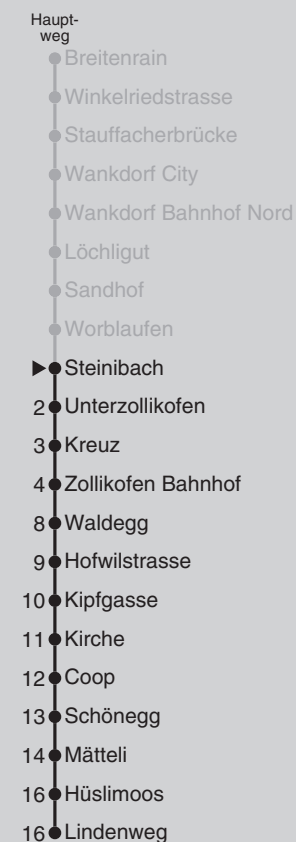 Haupt-
weg
Breitenrain
Winkelriedstrasse
Stauffacherbrücke
Wankdorf City
Wankdorf Bahnhof Nord
Löchligut
Sandhof
Worblaufen
Steinibach
2 Unterzollikofen
3 Kreuz
4 Zollikofen Bahnhof
8 Waldegg
9 Hofwilstrasse
10 Kipfgasse
11 Kirche
12 Coop
13 Schönegg
14 Mätteli
16 Hüslimoos
16 Lindenweg